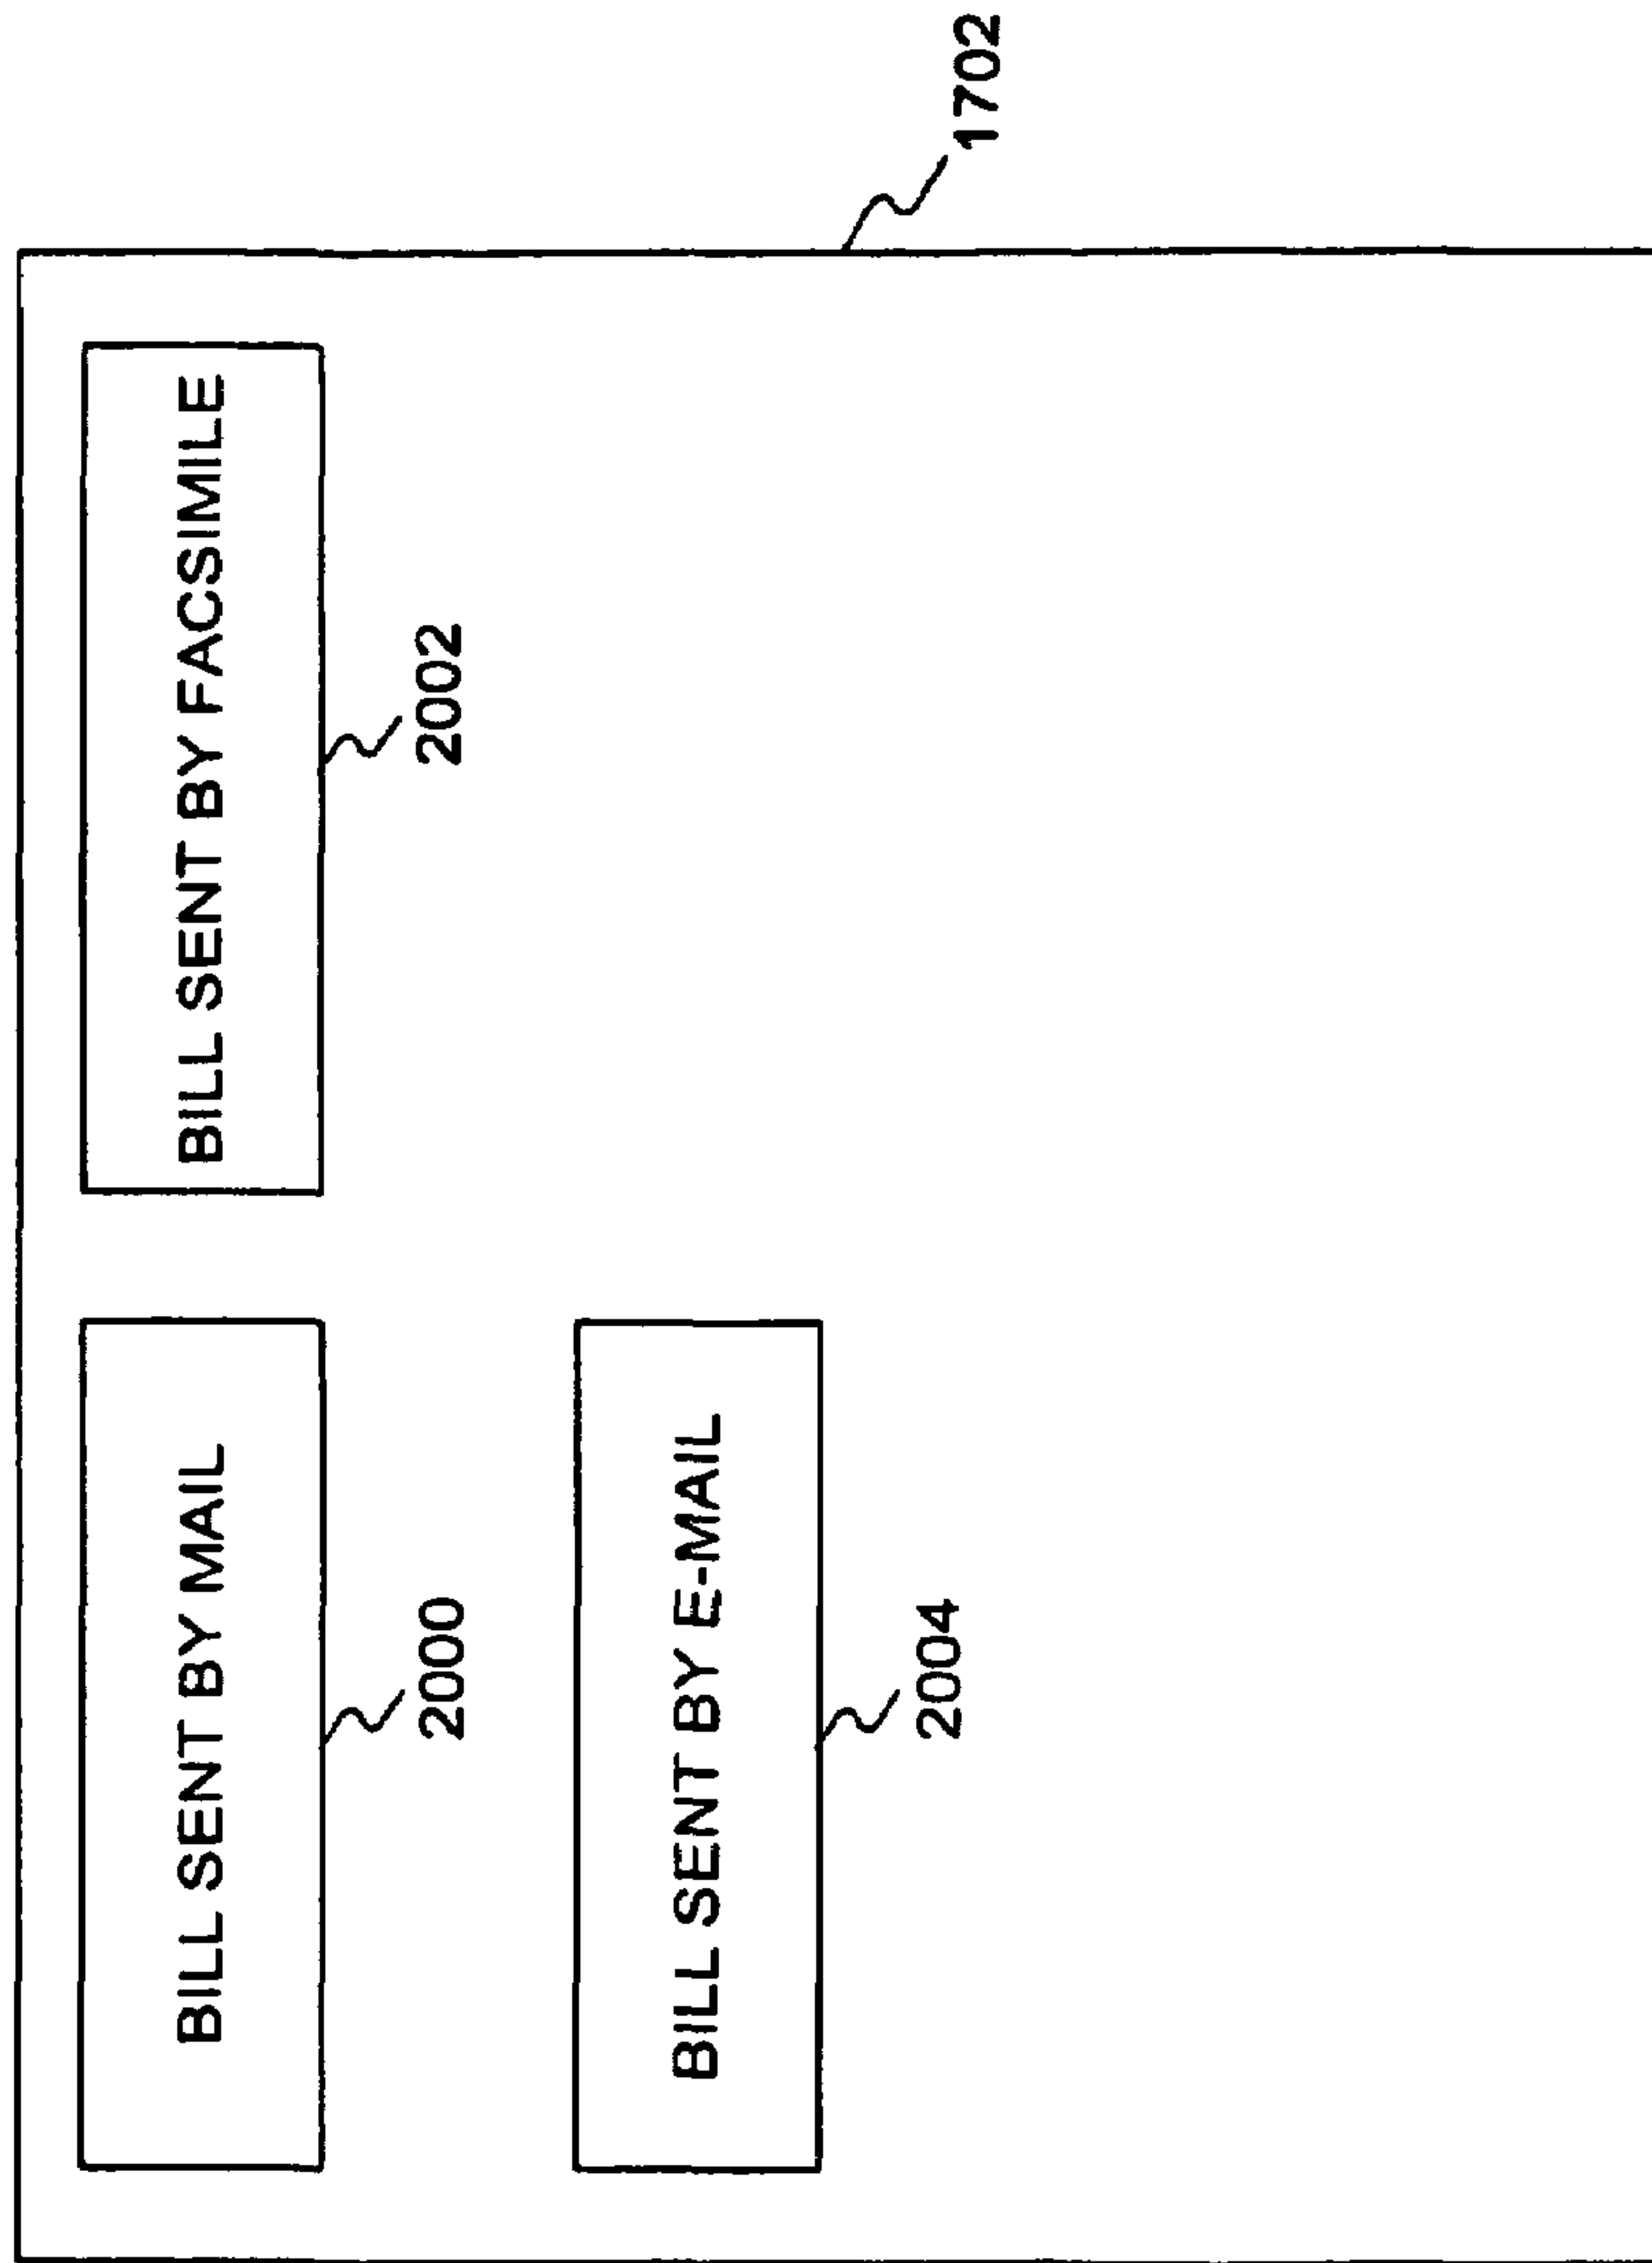 BILL SENT BY MAIL
2000
BILL SENT BY FACSIMILE
2002
BILL SENT BY E-MAIL
2004
1702